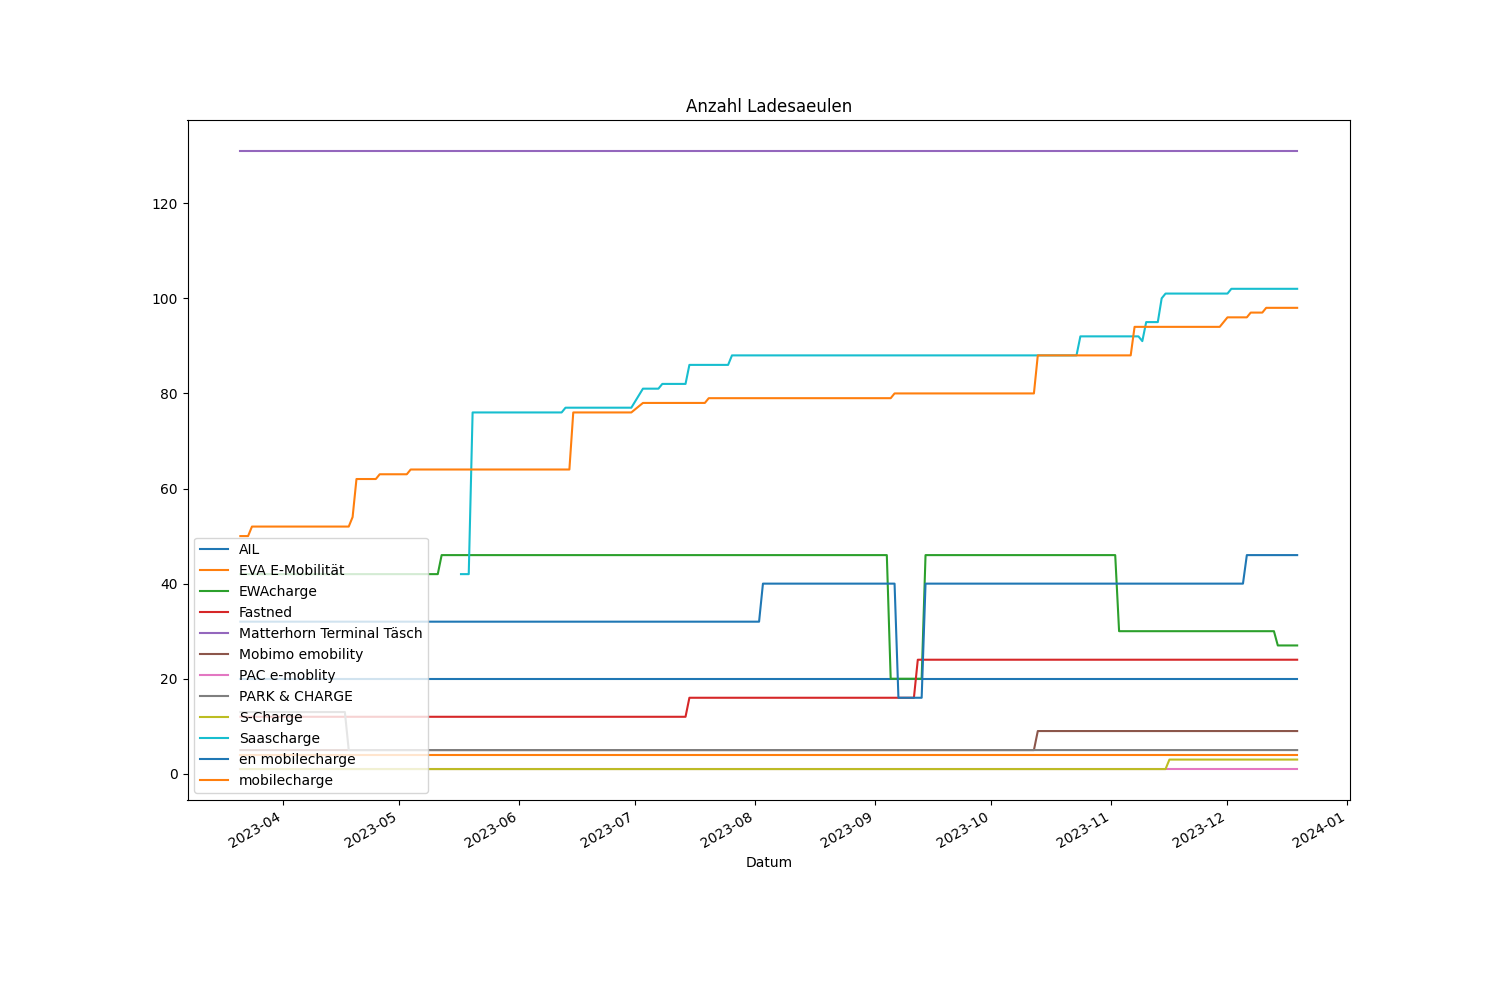 Anzahl Ladesaeulen
120
100
80
60
40
20
0
AIL
EVA E-Mobilität
EWAcharge
Fastned
Matterhorn Terminal Täsch
Mobimo emobility
PAC e-moblity
PARK & CHARGE
S-Charge
Saascharge
en mobilecharge
mobilecharge
2023-04
2023-05
2023-06
2023-07
2023-08
2023-09
2023-10
2023-11
2023-12
2024-01
Datum